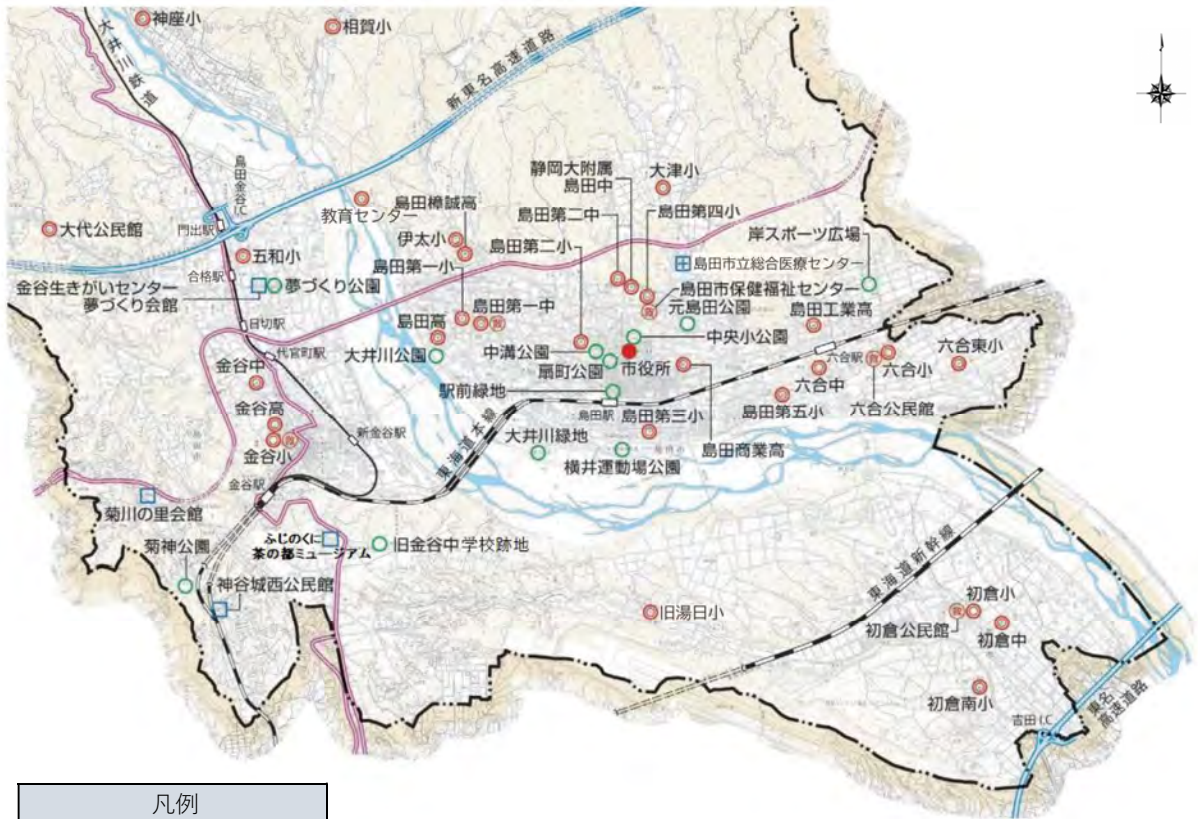 神座小
相賀小
大井川鉄道
新東名高速道路
静岡大附属
島田中
大津小
島田金谷I.C
島田樟誠高
島田第二中
島田第四小
教育センター
大代公民館
門出駅
伊太小
島田第二小
岸スポーツ広場
五和小
島田第一小
島田市立総合医療センター
合格駅
金谷生きがいセンター
夢づくり会館
夢づくり公園
島田市保健福祉センター
救
元島田公園
島田第一中
救
島田工業高
日切駅
島田高
中央小公園
代官町駅
大井川公園
中溝公園
市役所
六合駅
救
六合小
六合東小
金谷中
扇町公園
六合中
駅前緑地
島田第五小
六合公民館
金谷高
島田駅
島田第三小
新金谷駅
東海道本線
大井川緑地
島田商業高
救
金谷小
横井運動場公園
金谷駅
菊川の里会館
ふじのくに
茶の都ミュージアム
旧金谷中学校跡地
菊神公園
東海道新幹線
神谷城西公民館
旧湯日小
初倉小
救
初倉公民館
初倉中
初倉南小
東名
高速道路
吉田I.C
凡例